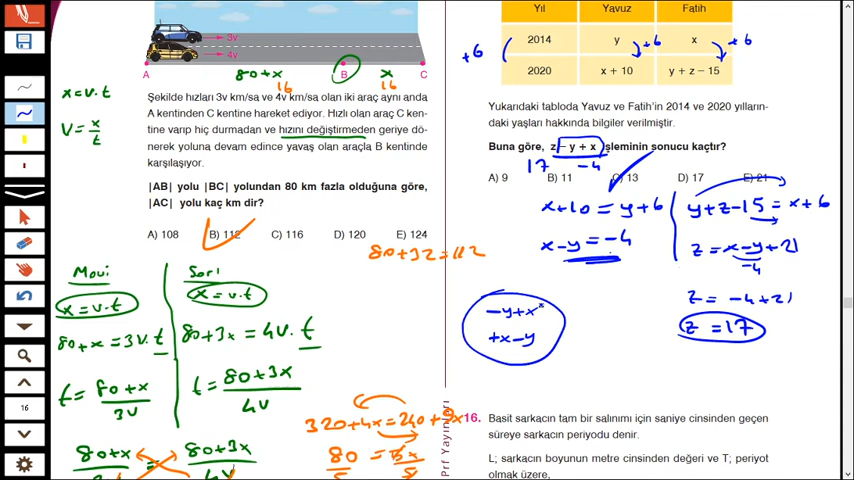 3v
4v
A
80+x
16
B
x
16
C
x=v.t
V=x/t
Şekilde hızları 3v km/sa ve 4v km/sa olan iki araç aynı anda
A kentinden C kentine hareket ediyor. Hızlı olan araç C ken-
tine varıp hiç durmadan ve hızını değiştirmeden geriye dö-
nerek yoluna devam edince yavaş olan araçla B kentinde
karşılaşıyor.
|AB| yolu |BC| yolundan 80 km fazla olduğuna göre,
|AC| yolu kaç km dir?
A) 108 B) 112 C) 116 D) 120 E) 124
80+32=112
Mavi
x=v.t
80+x=3v.t
t=80+x/3v
Sarı
x=v.t
80+3x=4v.t
t=80+3x/4v
80+x = 80+3x
4v
320+4x=240+9x
80 = 5x
Yıl Yavuz Fatih
2014 y x
2020 x + 10 y + z – 15
+6
+6
+6
Yukarıdaki tabloda Yavuz ve Fatih'in 2014 ve 2020 yılların-
daki yaşları hakkında bilgiler verilmiştir.
Buna göre, z – y + x işleminin sonucu kaçtır?
17 -4
A) 9 B) 11 C) 13 D) 17 E) 21
x+10=y+6
x-y=-4
-y+x
+x-y
y+z-15=x+6
z=x-y+21
-4
z=-4+21
z=17
16. Basit sarkacın tam bir salınımı için saniye cinsinden geçen
süreye sarkacın periyodu denir.
L; sarkacın boyunun metre cinsinden değeri ve T; periyot
olmak üzere,
Prf Yayınları
16